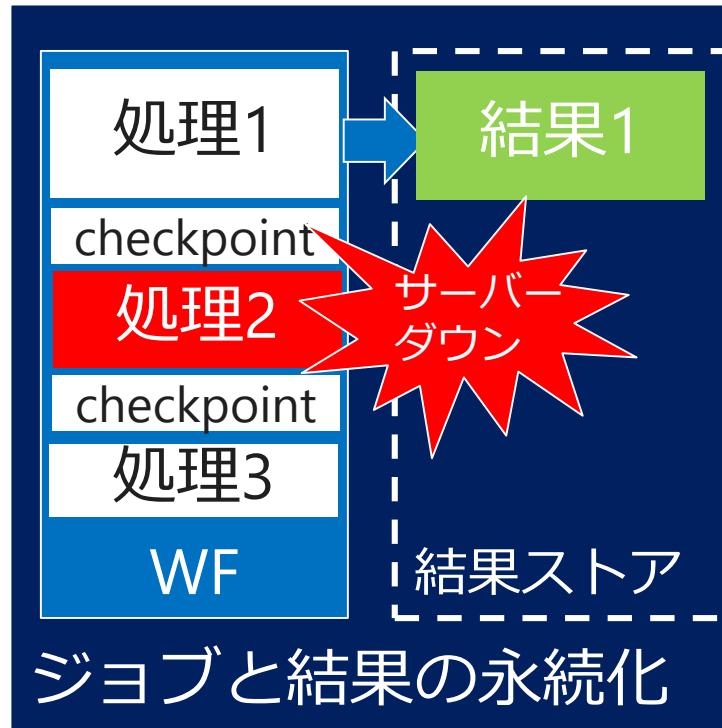 処理1
結果1
checkpoint
処理2
サーバー
ダウン
checkpoint
処理3
WF
結果ストア
ジョブと結果の永続化